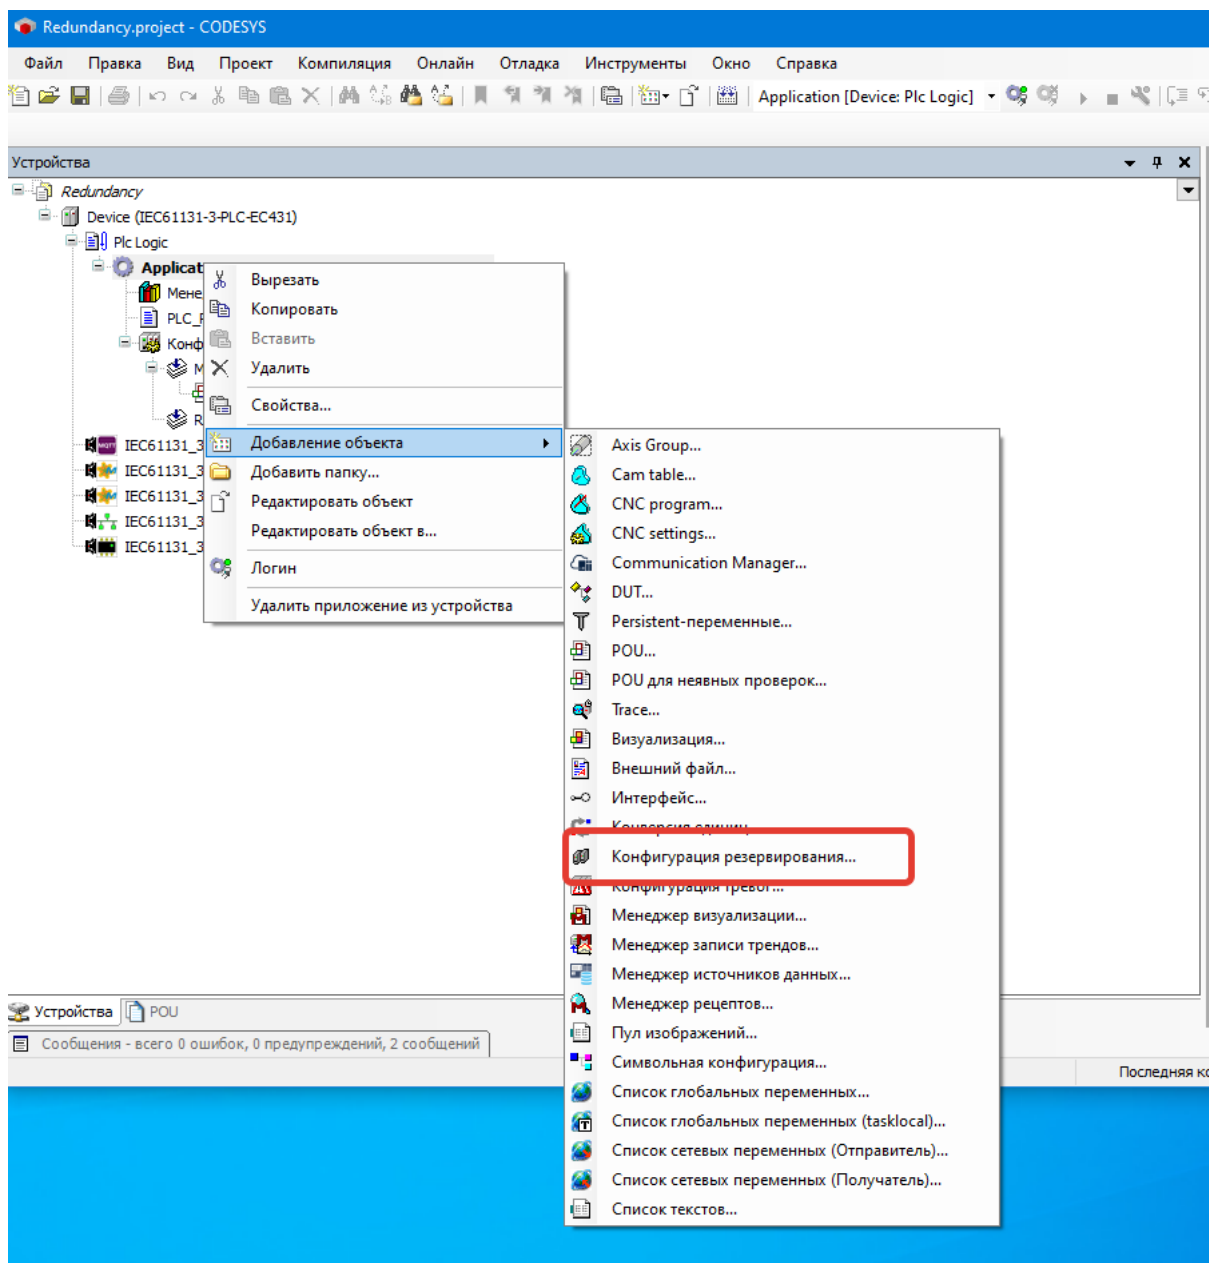 Redundancy.project - CODESYS
Файл Правка Вид Проект Компиляция Онлайн Отладка Инструменты Окно Справка
Application [Device: Plc Logic]
Устройства
Redundancy
Device (IEC61131-3-PLC-EC431)
Plc Logic
Applicat
Мене
PLC_
Конф
M
R
IEC61131_3
IEC61131_3
IEC61131_3
IEC61131_3
IEC61131_3
Вырезать
Копировать
Вставить
Удалить
Свойства...
Добавление объекта
Добавить папку...
Редактировать объект
Редактировать объект в...
Логин
Удалить приложение из устройства
Axis Group...
Cam table...
CNC program...
CNC settings...
Communication Manager...
DUT...
Persistent-переменные...
POU...
POU для неявных проверок...
Trace...
Визуализация...
Внешний файл...
Интерфейс...
Конверсия единиц
Конфигурация резервирования...
Конфигурация тревог...
Менеджер визуализации...
Менеджер записи трендов...
Менеджер источников данных...
Менеджер рецептов...
Пул изображений...
Символьная конфигурация...
Список глобальных переменных...
Список глобальных переменных (tasklocal)...
Список сетевых переменных (Отправитель)...
Список сетевых переменных (Получатель)...
Список текстов...
Устройства POU
Сообщения - всего 0 ошибок, 0 предупреждений, 2 сообщений
Последняя ко